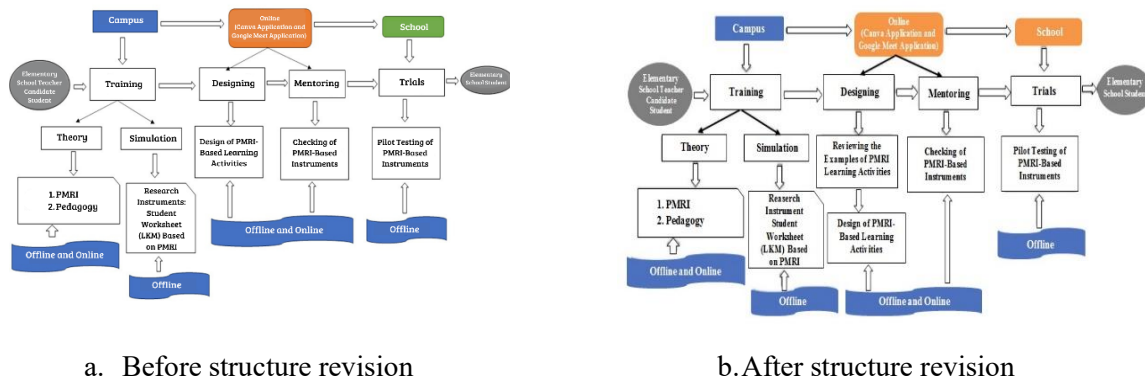 Campus
Online
(Canva Application and
Google Meet Application)
School
Elementary
School Teacher
Candidate
Student
Training
Designing
Mentoring
Trials
Elementary
School Student
Theory
Simulation
Design of PMRI-
Based Learning
Activities
Checking of
PMRI-Based
Instruments
Pilot Testing of
PMRI-Based
Instruments
1. PMRI
2. Pedagogy
Research
Instruments:
Student
Worksheet
(LKM) Based
on PMRI
Offline and Online
Offline
Offline and Online
Offline
a. Before structure revision
Campus
Online
(Canva Application and
Google Meet Application)
School
Elementary
School Teacher
Candidate
Student
Training
Designing
Mentoring
Trials
Elementary
School Student
Theory
Simulation
Reviewing the
Examples of PMRI
Learning Activities
Checking of
PMRI-Based
Instruments
Pilot Testing of
PMRI-Based
Instruments
1. PMRI
2. Pedagogy
Reaserch
Instrument
Student
Worksheet
(LKM) Based
on PMRI
Design of PMRI-
Based Learning
Activities
Offline and Online
Offline
Offline and Online
Offline
b. After structure revision